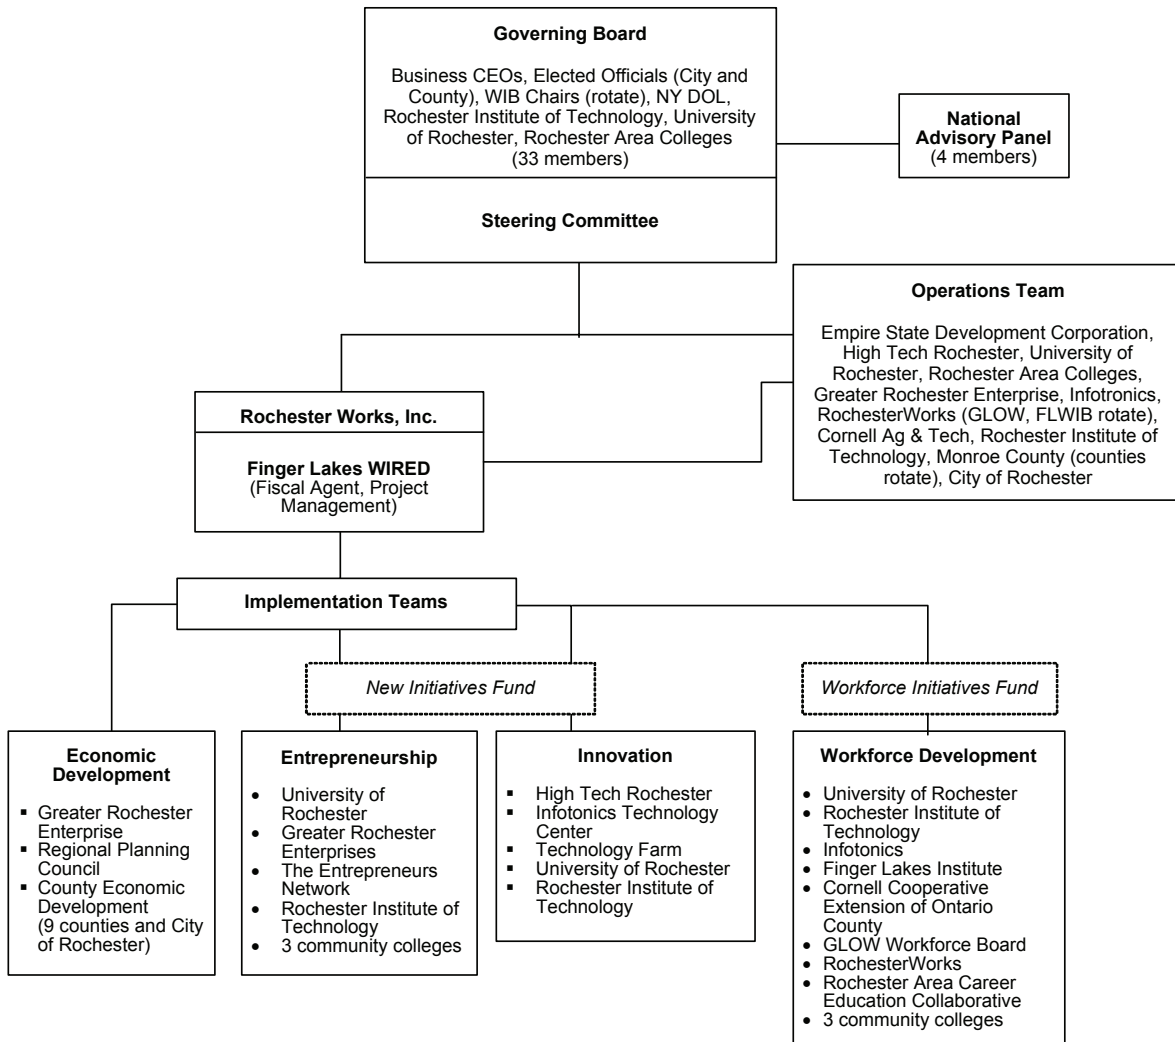 Governing Board
Business CEOs, Elected Officials (City and
County), WIB Chairs (rotate), NY DOL,
Rochester Institute of Technology, University
of Rochester, Rochester Area Colleges
(33 members)
Steering Committee
National
Advisory Panel
(4 members)
Operations Team
Empire State Development Corporation,
High Tech Rochester, University of
Rochester, Rochester Area Colleges,
Greater Rochester Enterprise, Infotronics,
RochesterWorks (GLOW, FLWIB rotate),
Cornell Ag & Tech, Rochester Institute of
Technology, Monroe County (counties
rotate), City of Rochester
Rochester Works, Inc.
Finger Lakes WIRED
(Fiscal Agent, Project
Management)
Implementation Teams
New Initiatives Fund
Workforce Initiatives Fund
Economic
Development
▪ Greater Rochester
Enterprise
▪ Regional Planning
Council
▪ County Economic
Development
(9 counties and City
of Rochester)
Entrepreneurship
• University of
Rochester
• Greater Rochester
Enterprises
• The Entrepreneurs
Network
• Rochester Institute of
Technology
• 3 community colleges
Innovation
▪ High Tech Rochester
▪ Infotonics Technology
Center
▪ Technology Farm
▪ University of Rochester
▪ Rochester Institute of
Technology
Workforce Development
• University of Rochester
• Rochester Institute of
Technology
• Infotonics
• Finger Lakes Institute
• Cornell Cooperative
Extension of Ontario
County
• GLOW Workforce Board
• RochesterWorks
• Rochester Area Career
Education Collaborative
• 3 community colleges